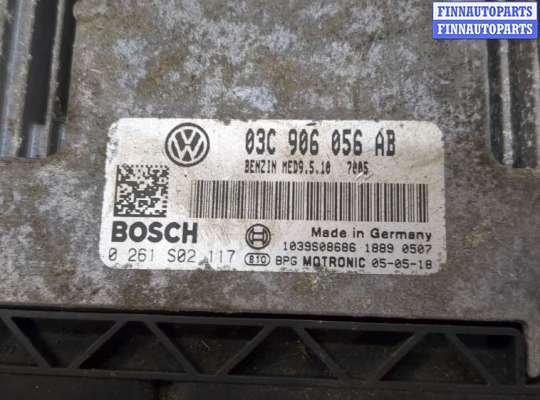 FINNAUTOPARTS
FINNAUTOPARTS
03C 906 056 AB
BENZIN MED9.5.10 7005
Made in Germany
BOSCH
1039S08686 1889 0507
0 261 S02 117 810 BPG MOTRONIC 05-05-18